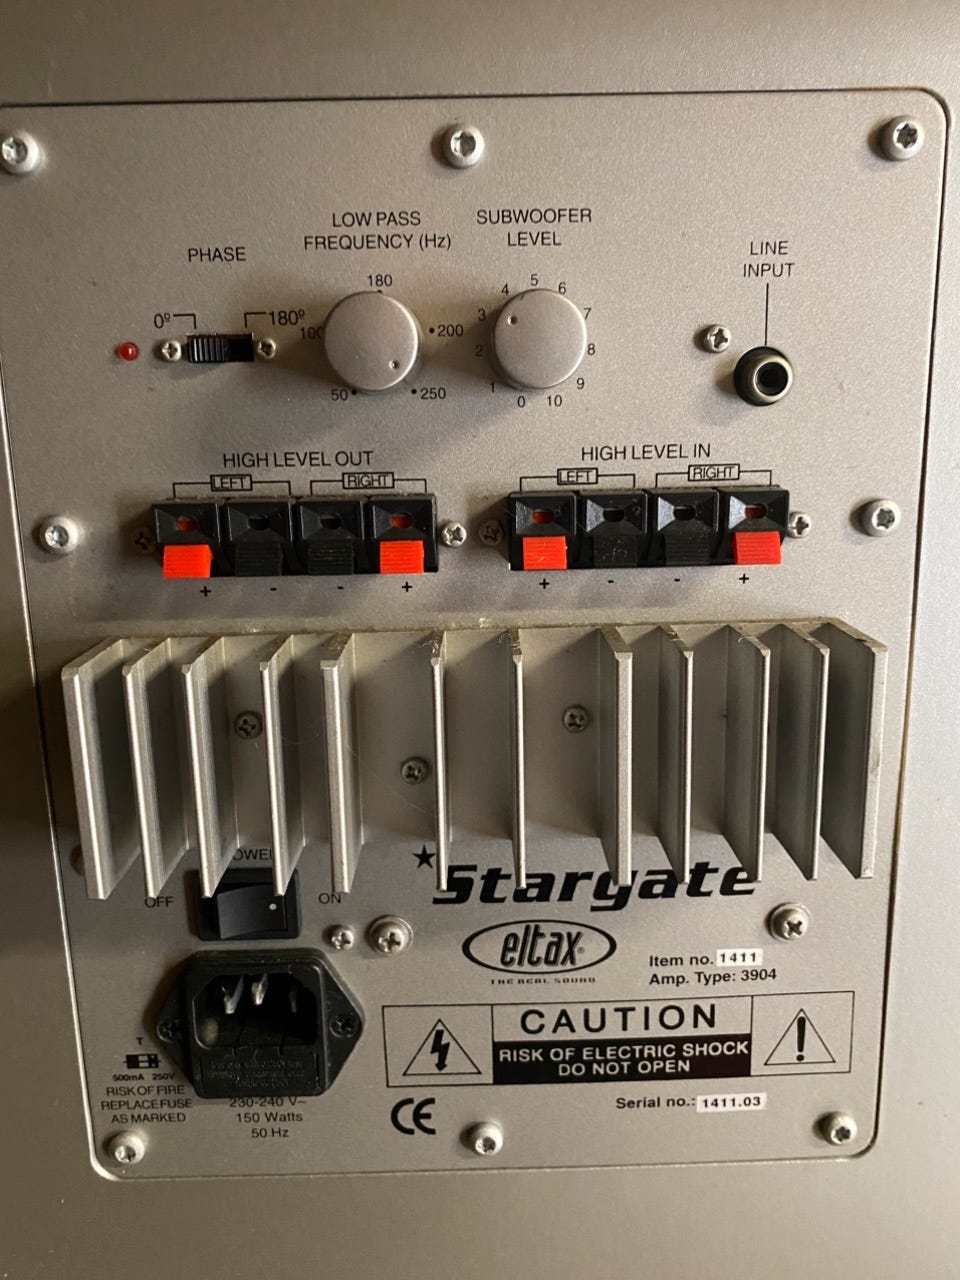 PHASE
0º
180º
LOW PASS
FREQUENCY (Hz)
180
100
200
50
250
SUBWOOFER
LEVEL
5
4
6
3
7
2
8
1
9
0
10
LINE
INPUT
HIGH LEVEL OUT
LEFT
RIGHT
+ - - +
HIGH LEVEL IN
LEFT
RIGHT
+ - - +
POWER
OFF
ON
Stargate
eltax®
THE REAL SOUND
Item no. 1411
Amp. Type: 3904
CAUTION
RISK OF ELECTRIC SHOCK
DO NOT OPEN
T
500mA 250V
RISK OF FIRE
REPLACE FUSE
AS MARKED
230-240 V~
150 Watts
50 Hz
CE
Serial no.: 1411.03